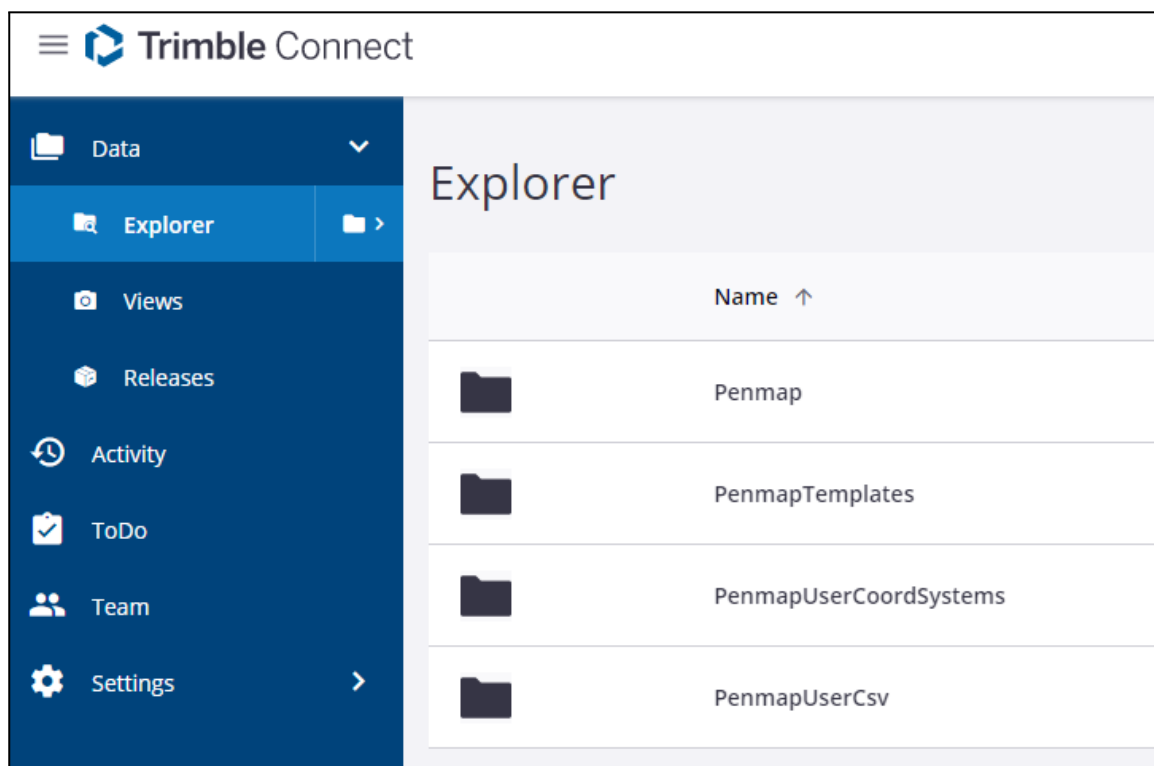 Trimble Connect
Data
Explorer
Views
Releases
Activity
ToDo
Team
Settings
Explorer
Name
Penmap
PenmapTemplates
PenmapUserCoordSystems
PenmapUserCsv